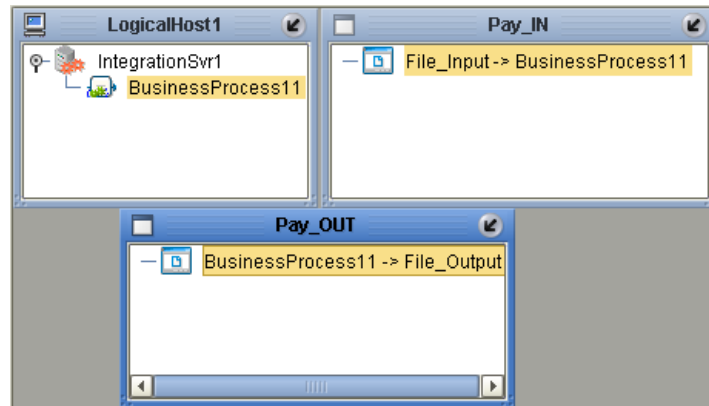 LogicalHost1
IntegrationSvr1
BusinessProcess11
Pay_IN
File_Input -> BusinessProcess11
Pay_OUT
BusinessProcess11 -> File_Output